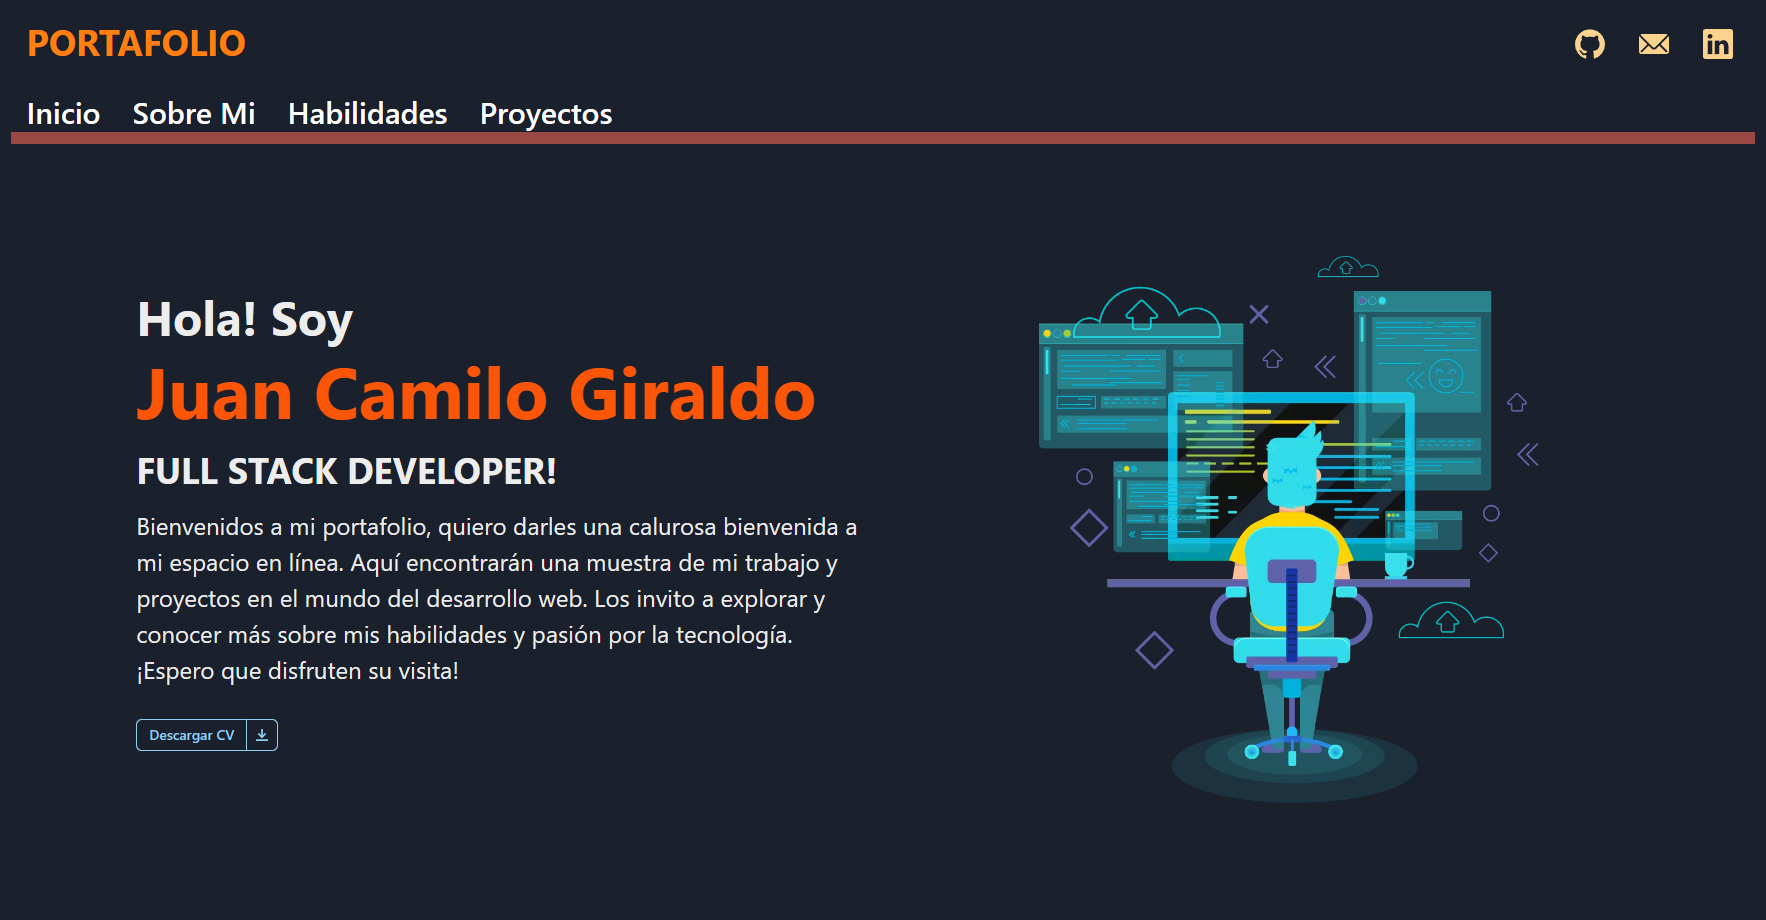 PORTAFOLIO
Inicio Sobre Mi Habilidades Proyectos
Hola! Soy
Juan Camilo Giraldo
FULL STACK DEVELOPER!
Bienvenidos a mi portafolio, quiero darles una calurosa bienvenida a
mi espacio en línea. Aquí encontrarán una muestra de mi trabajo y
proyectos en el mundo del desarrollo web. Los invito a explorar y
conocer más sobre mis habilidades y pasión por la tecnología.
¡Espero que disfruten su visita!
Descargar CV